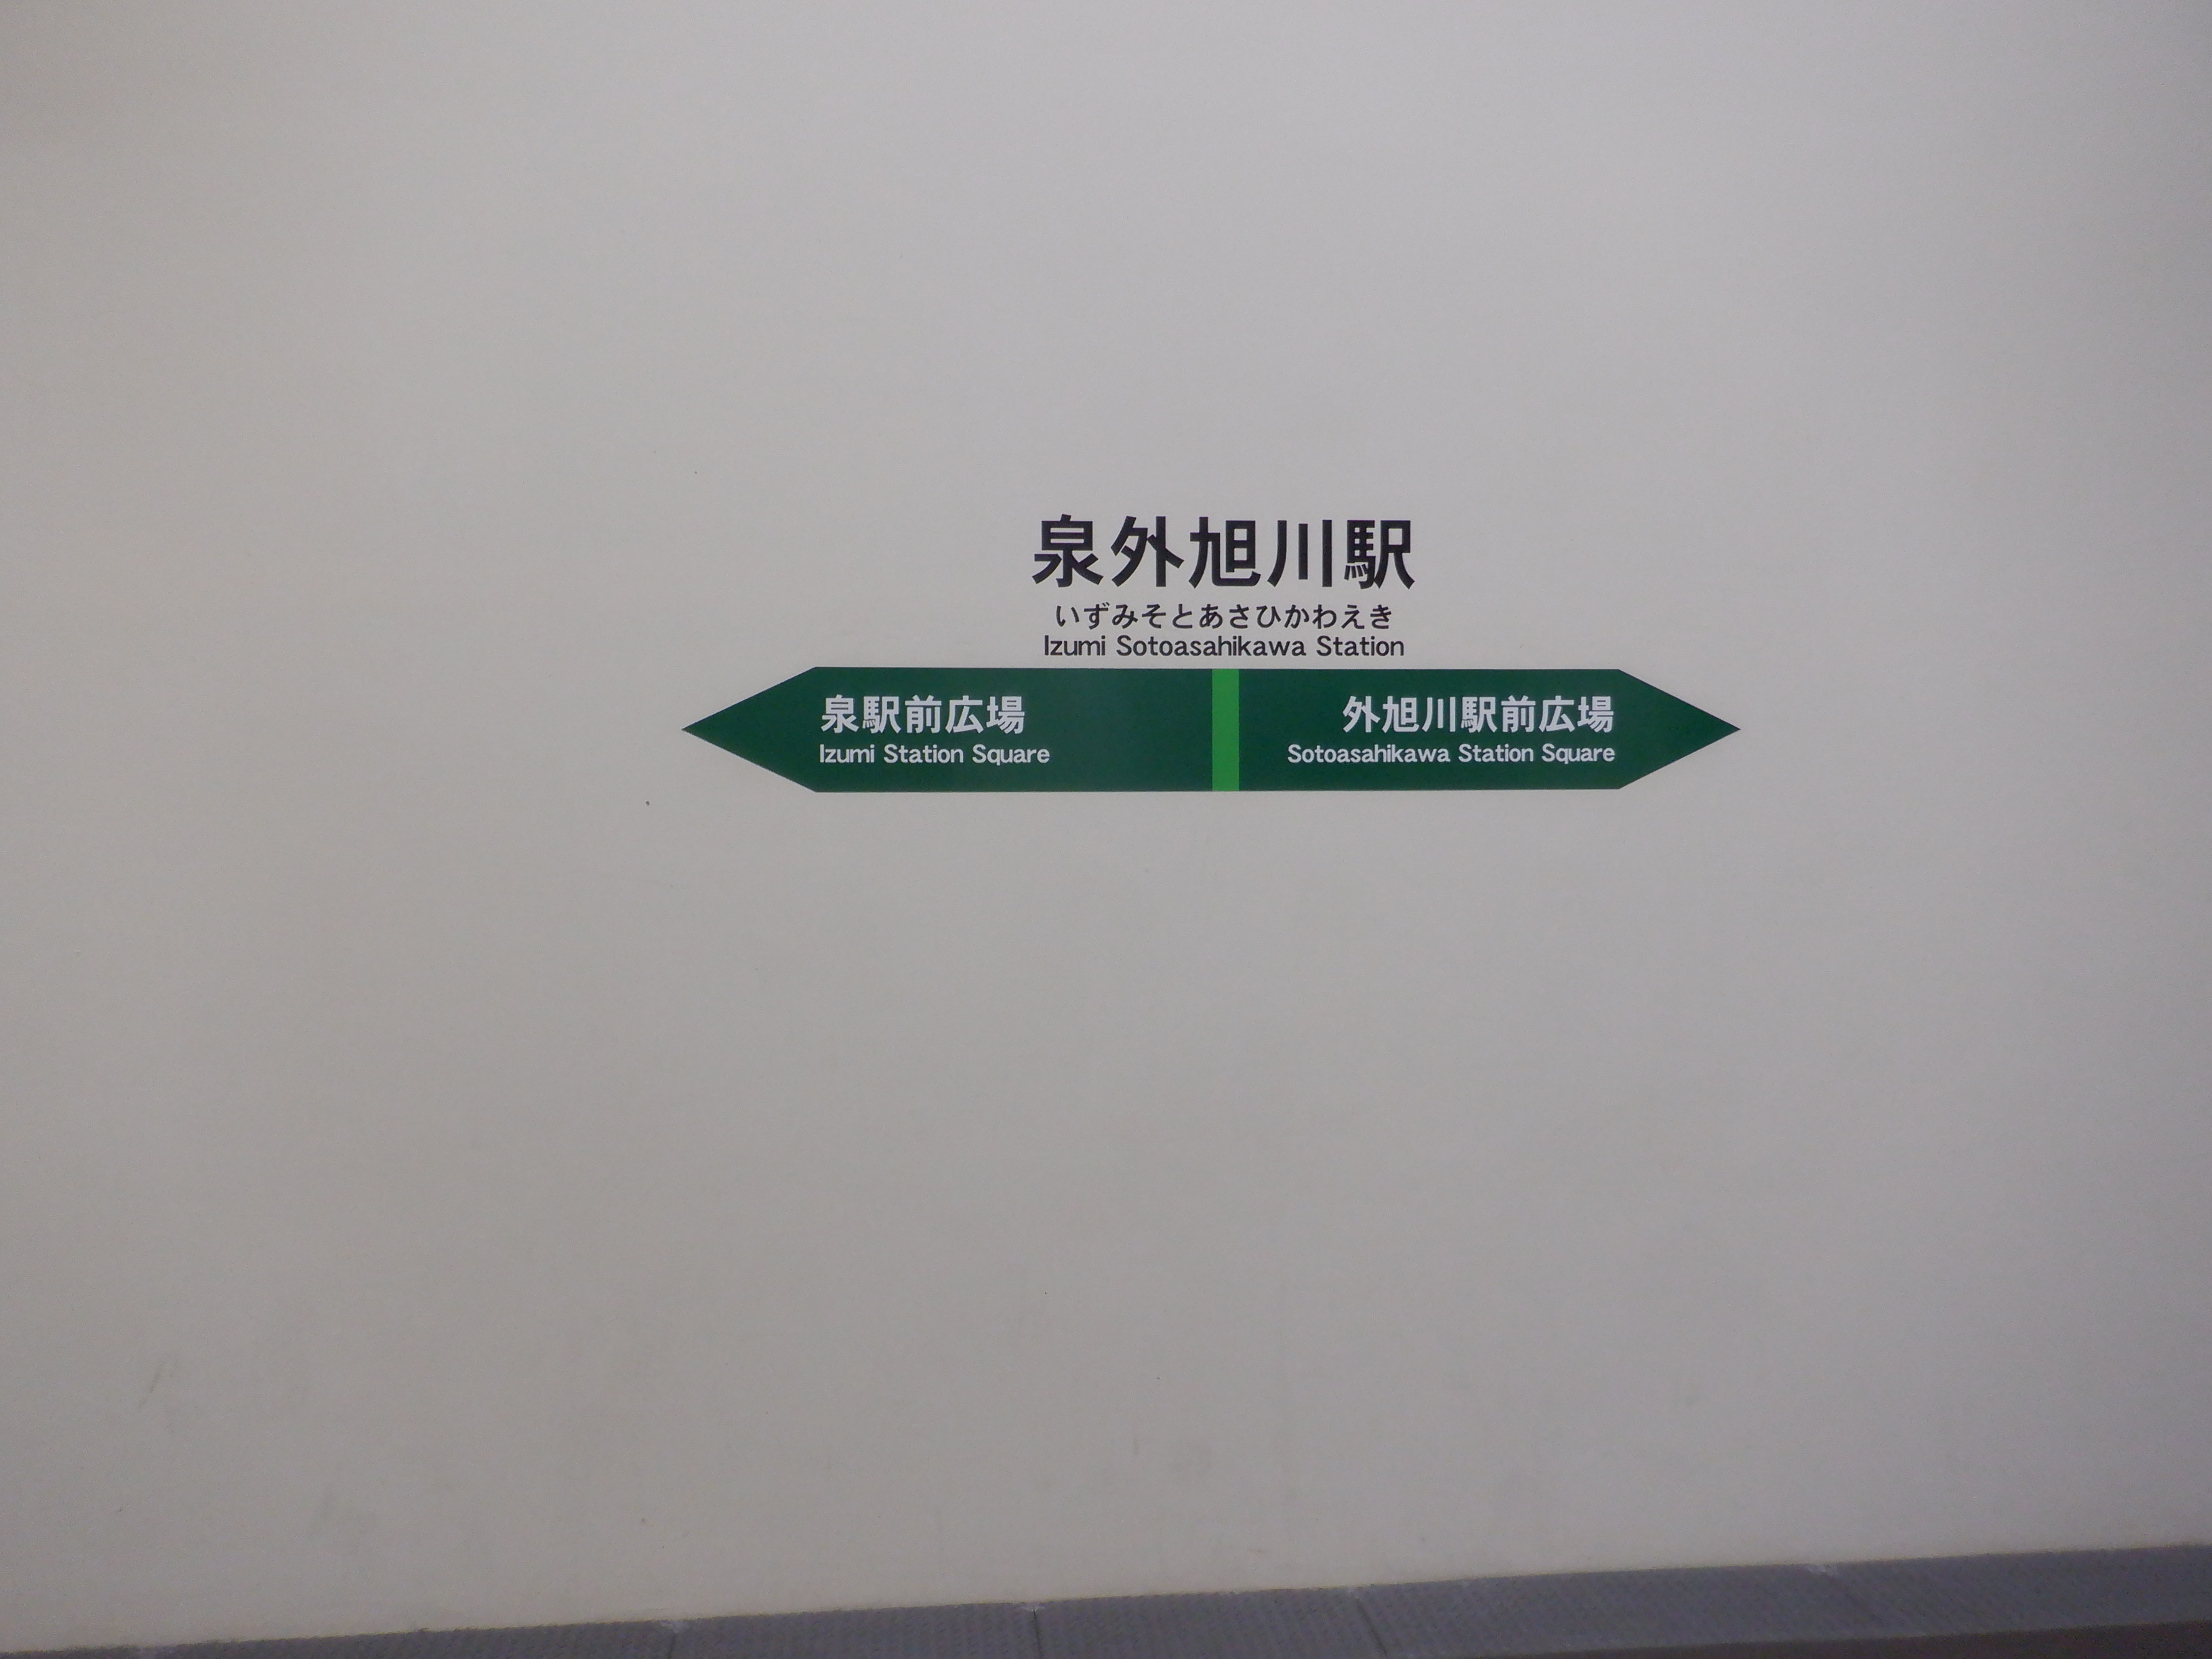 泉外旭川駅
いずみそとあさひかわえき
Izumi Sotoasahikawa Station
泉駅前広場
Izumi Station Square
外旭川駅前広場
Sotoasahikawa Station Square